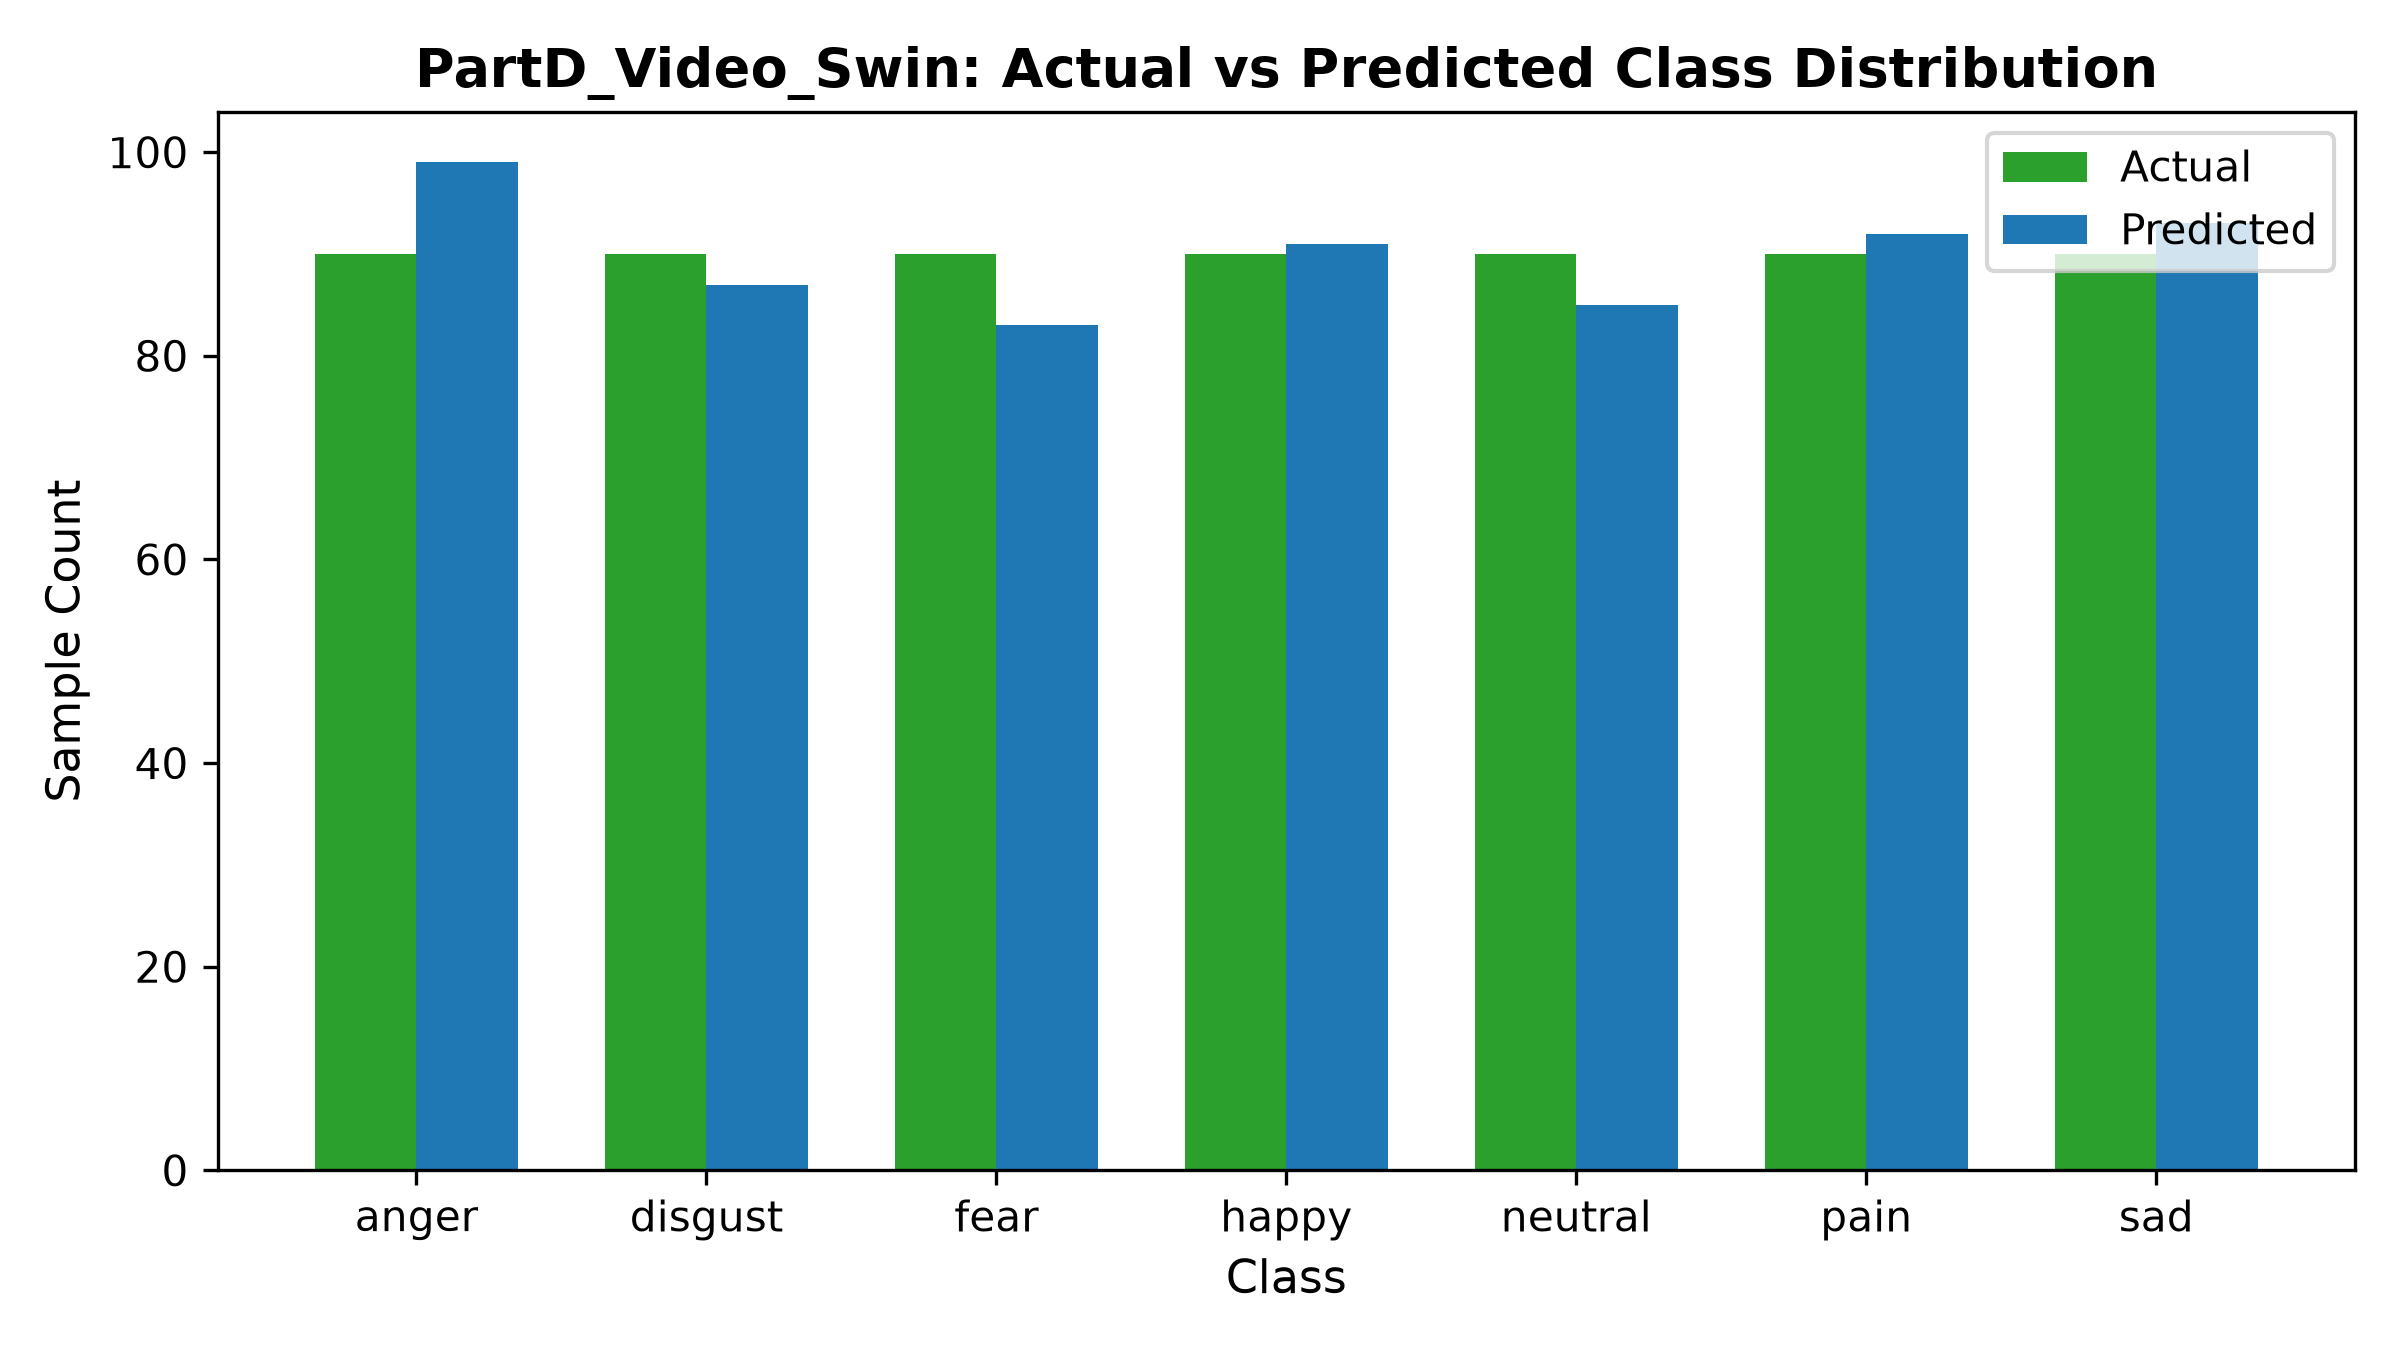 PartD_Video_Swin: Actual vs Predicted Class Distribution
100
80
60
40
20
0
Sample Count
Actual
Predicted
anger disgust fear happy neutral pain sad
Class